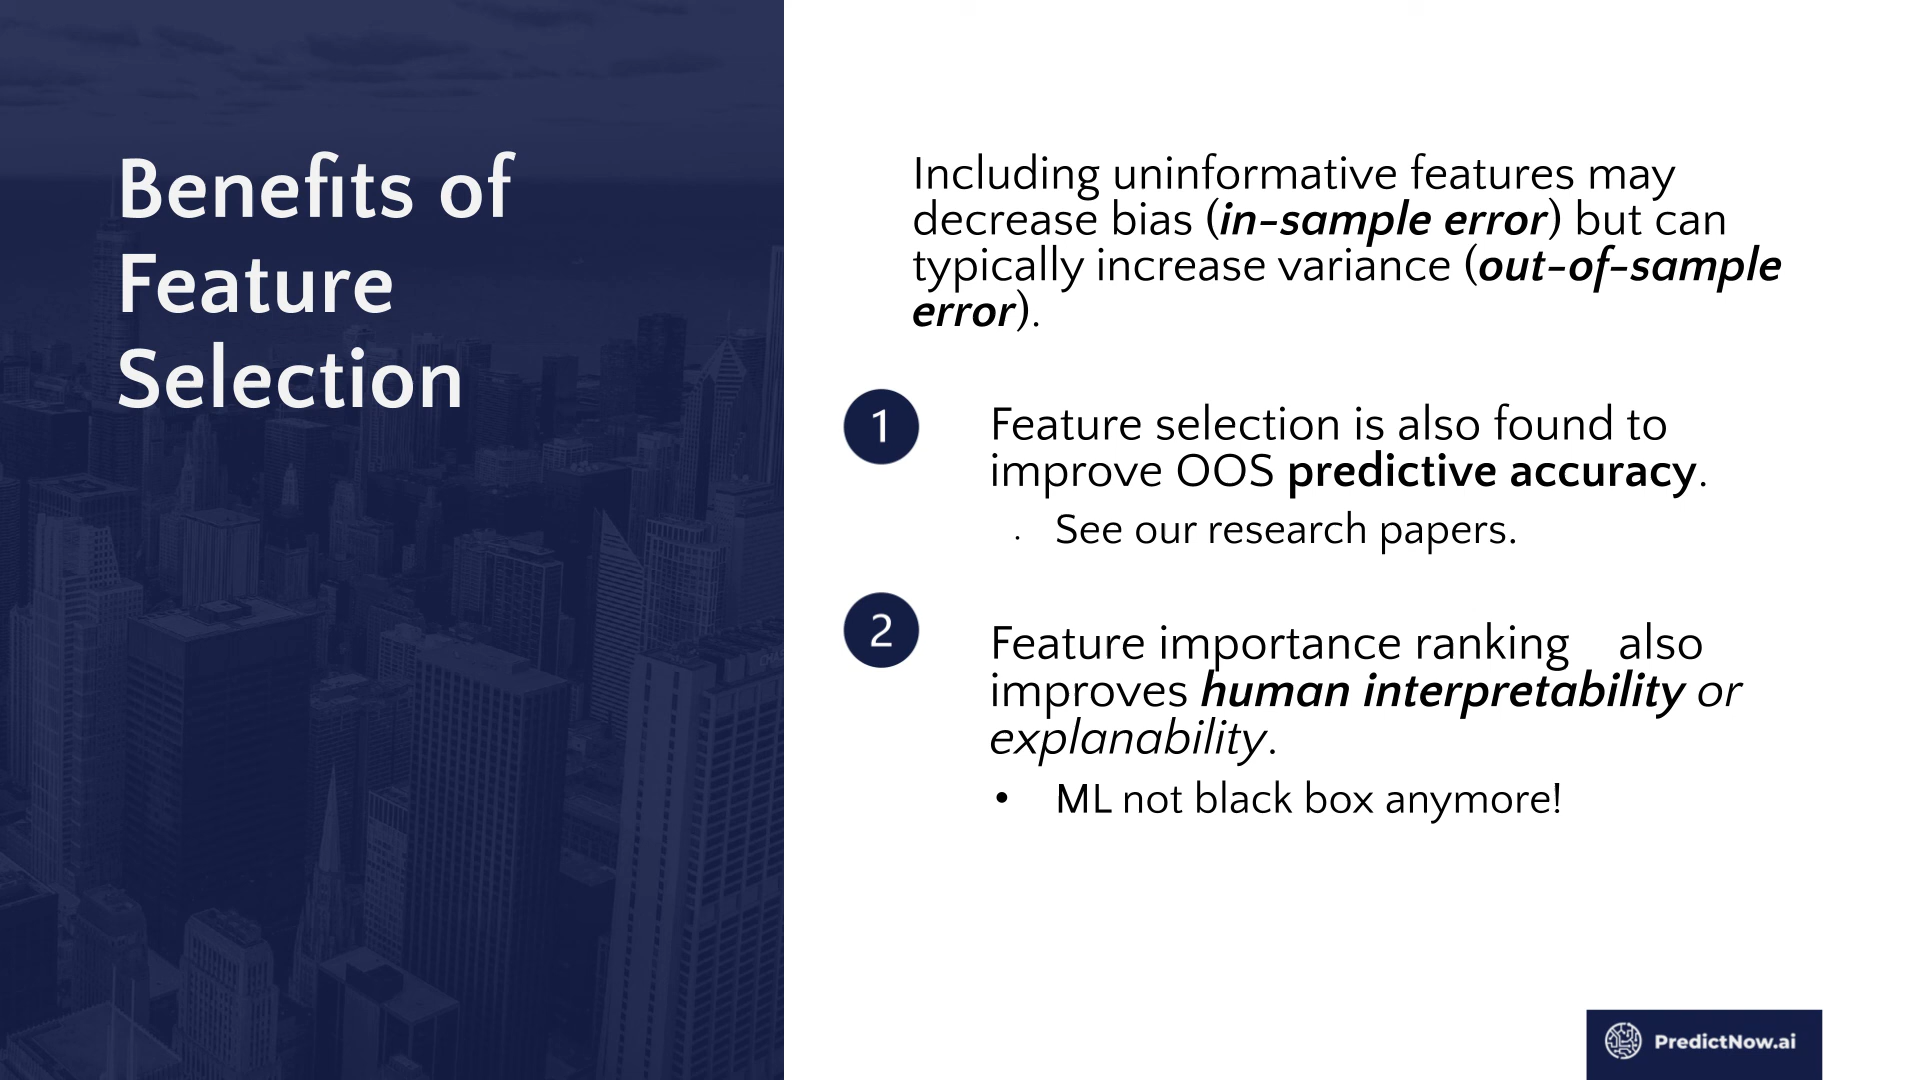 Benefits of
Feature
Selection
Including uninformative features may
decrease bias (in-sample error) but can
typically increase variance (out-of-sample
error).
1
Feature selection is also found to
improve OOS predictive accuracy.
· See our research papers.
2
Feature importance ranking also
improves human interpretability or
explanability.
• ML not black box anymore!
PredictNow.ai